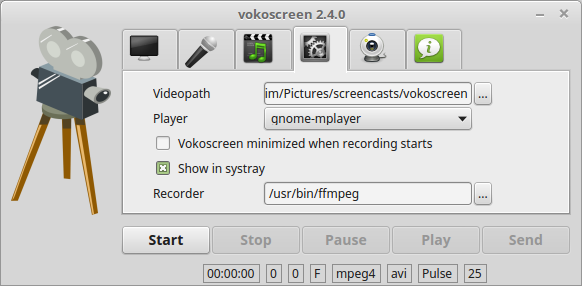 vokoscreen 2.4.0
Videopath im/Pictures/screencasts/vokoscreen ...
Player gnome-mplayer
Vokoscreen minimized when recording starts
Show in systray
Recorder /usr/bin/ffmpeg ...
Start Stop Pause Play Send
00:00:00 0 0 F mpeg4 avi Pulse 25